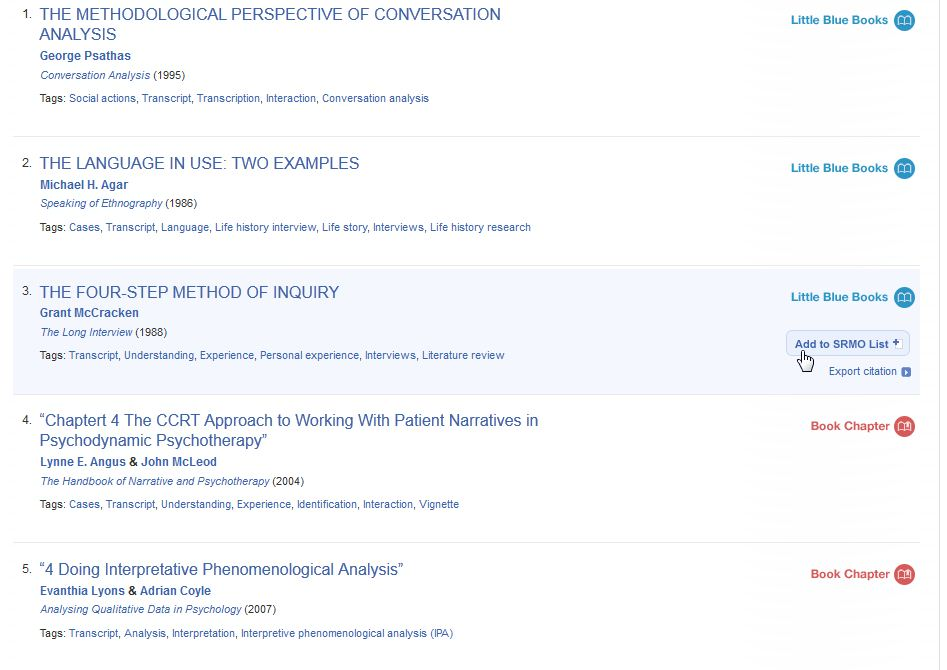 1. THE METHODOLOGICAL PERSPECTIVE OF CONVERSATION
ANALYSIS
Little Blue Books
George Psathas
Conversation Analysis (1995)
Tags: Social actions, Transcript, Transcription, Interaction, Conversation analysis
2. THE LANGUAGE IN USE: TWO EXAMPLES
Little Blue Books
Michael H. Agar
Speaking of Ethnography (1986)
Tags: Cases, Transcript, Language, Life history interview, Life story, Interviews, Life history research
3. THE FOUR-STEP METHOD OF INQUIRY
Little Blue Books
Grant McCracken
The Long Interview (1988)
Add to SRMO List +
Tags: Transcript, Understanding, Experience, Personal experience, Interviews, Literature review
Export citation
4. “Chaptert 4 The CCRT Approach to Working With Patient Narratives in
Psychodynamic Psychotherapy”
Book Chapter
Lynne E. Angus & John McLeod
The Handbook of Narrative and Psychotherapy (2004)
Tags: Cases, Transcript, Understanding, Experience, Identification, Interaction, Vignette
5. “4 Doing Interpretative Phenomenological Analysis”
Book Chapter
Evanthia Lyons & Adrian Coyle
Analysing Qualitative Data in Psychology (2007)
Tags: Transcript, Analysis, Interpretation, Interpretive phenomenological analysis (IPA)